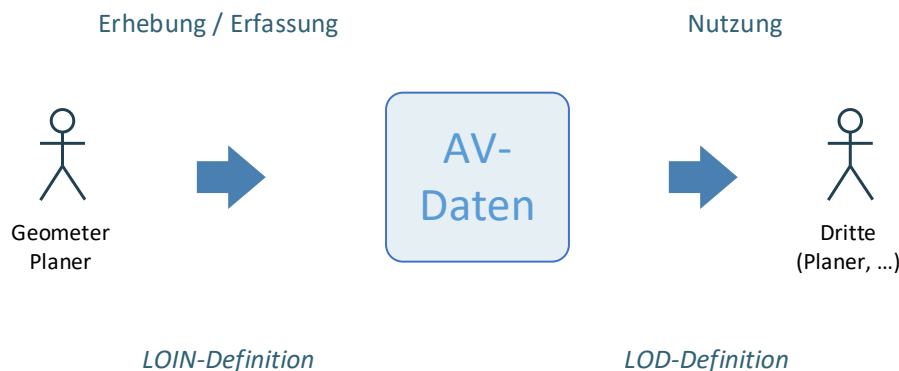 Erhebung / Erfassung
Nutzung
AV-
Daten
Geometer
Planer
Dritte
(Planer, …)
LOIN-Definition
LOD-Definition